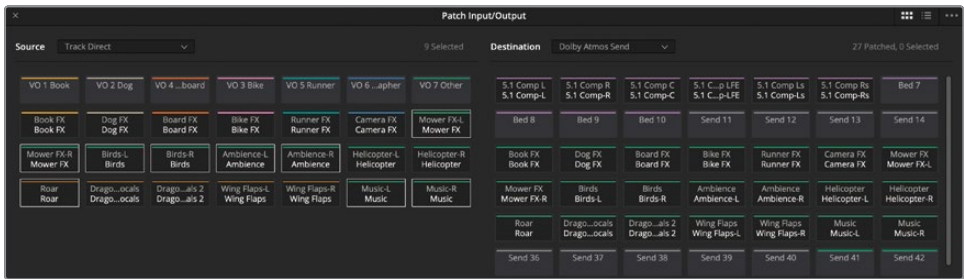 Patch Input/Output
Source Track Direct 9 Selected Destination Dolby Atmos Send 27 Patched, 0 Selected
VO 1 Book VO 2 Dog VO 4 ...board VO 3 Bike VO 5 Runner VO 6 ...apher VO 7 Other
Book FX Dog FX Board FX Bike FX Runner FX Camera FX Mower FX-L
Book FX Dog FX Board FX Bike FX Runner FX Camera FX Mower FX
Mower FX-R Birds-L Birds-R Ambience-L Ambience-R Helicopter-L Helicopter-R
Mower FX Birds Birds Ambience Ambience Helicopter Helicopter
Roar Drago...ocals Drago...als 2 Wing Flaps-L Wing Flaps-R Music-L Music-R
Roar Drago...ocals Drago...als 2 Wing Flaps Wing Flaps Music Music
5.1 Comp L 5.1 Comp R 5.1 Comp C 5.1 C...p LFE 5.1 Comp Ls 5.1 Comp Rs Bed 7
5.1 Comp-L 5.1 Comp-R 5.1 Comp-C 5.1 C...p-LFE 5.1 Comp-Ls 5.1 Comp-Rs
Bed 8 Bed 9 Bed 10 Send 11 Send 12 Send 13 Send 14
Book FX Dog FX Board FX Bike FX Runner FX Camera FX Mower FX
Book FX Dog FX Board FX Bike FX Runner FX Camera FX Mower FX-L
Mower FX Birds Birds Ambience Ambience Helicopter Helicopter
Mower FX-R Birds-L Birds-R Ambience-L Ambience-R Helicopter-L Helicopter-R
Roar Drago...ocals Drago...als 2 Wing Flaps Wing Flaps Music Music
Roar Drago...ocals Drago...als 2 Wing Flaps-L Wing Flaps-R Music-L Music-R
Send 36 Send 37 Send 38 Send 39 Send 40 Send 41 Send 42